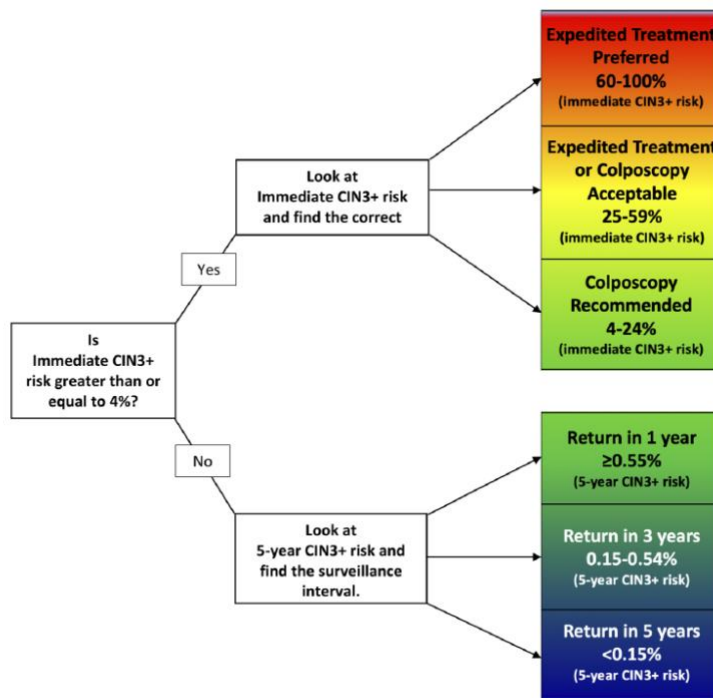 Expedited Treatment
Preferred
60-100%
(immediate CIN3+ risk)
Expedited Treatment
or Colposcopy
Acceptable
25-59%
(immediate CIN3+ risk)
Colposcopy
Recommended
4-24%
(immediate CIN3+ risk)
Look at
Immediate CIN3+ risk
and find the correct
Yes
Is
Immediate CIN3+
risk greater than or
equal to 4%?
No
Look at
5-year CIN3+ risk and
find the surveillance
interval.
Return in 1 year
≥0.55%
(5-year CIN3+ risk)
Return in 3 years
0.15-0.54%
(5-year CIN3+ risk)
Return in 5 years
<0.15%
(5-year CIN3+ risk)